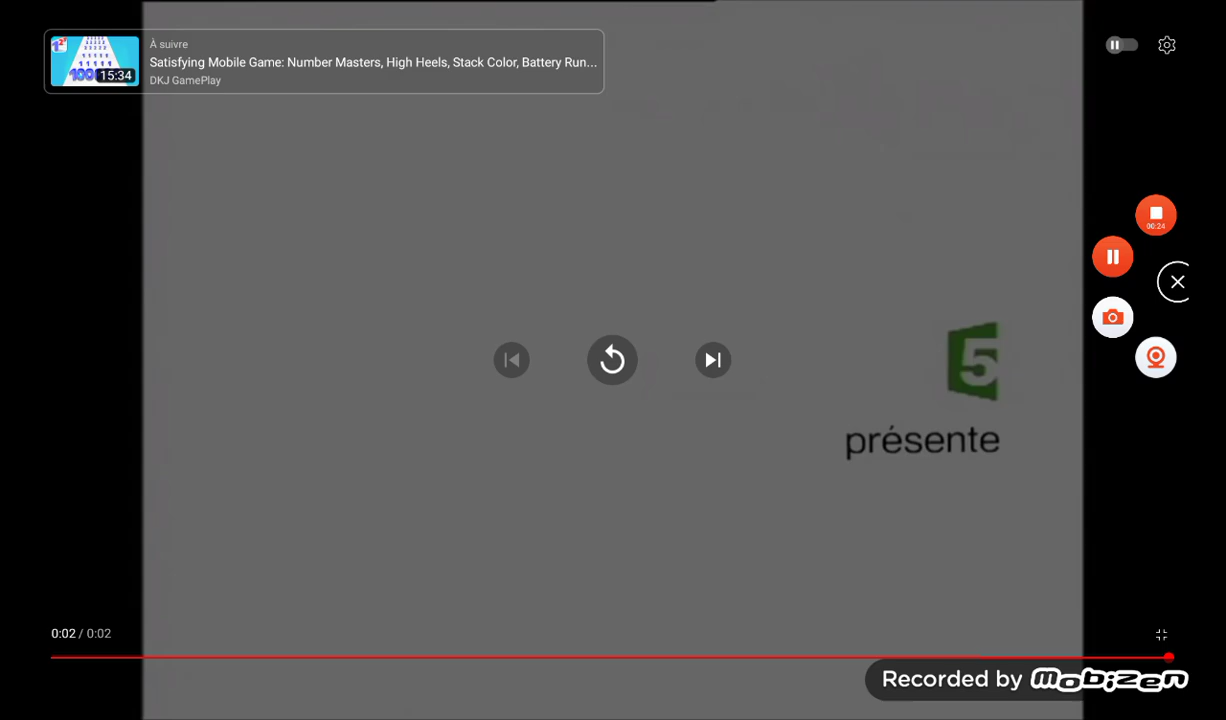 À suivre
Satisfying Mobile Game: Number Masters, High Heels, Stack Color, Battery Run...
DKJ GamePlay
15:34
00:24
5
présente
0:02 / 0:02
Recorded by Mobizen